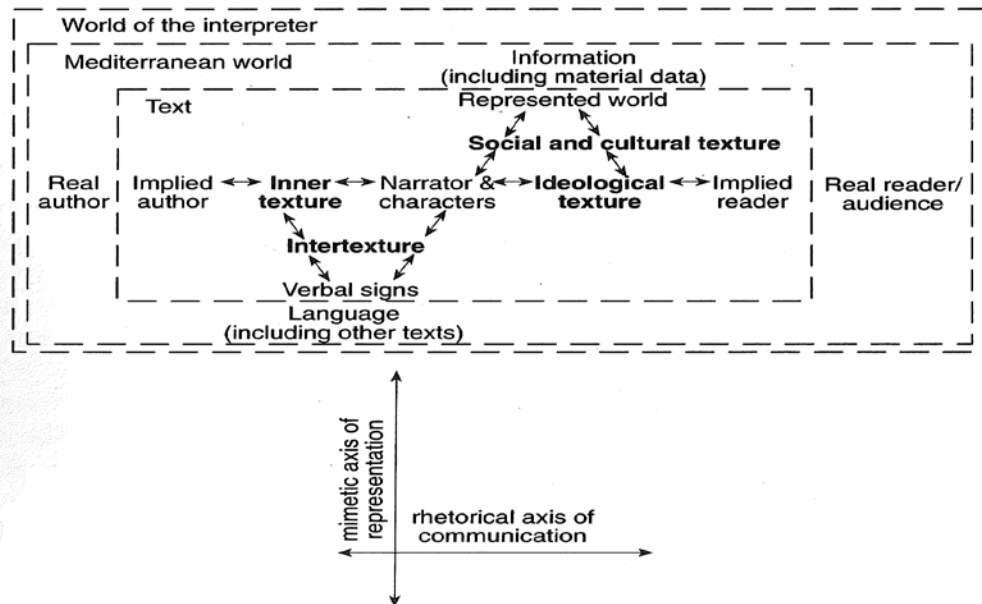 World of the interpreter
Mediterranean world
Information
(including material data)
Text
Represented world
Social and cultural texture
Real
author
Implied
author
Inner
texture
Narrator &
characters
Ideological
texture
Implied
reader
Real reader/
audience
Intertexture
Verbal signs
Language
(including other texts)
mimetic axis of
representation
rhetorical axis of
communication